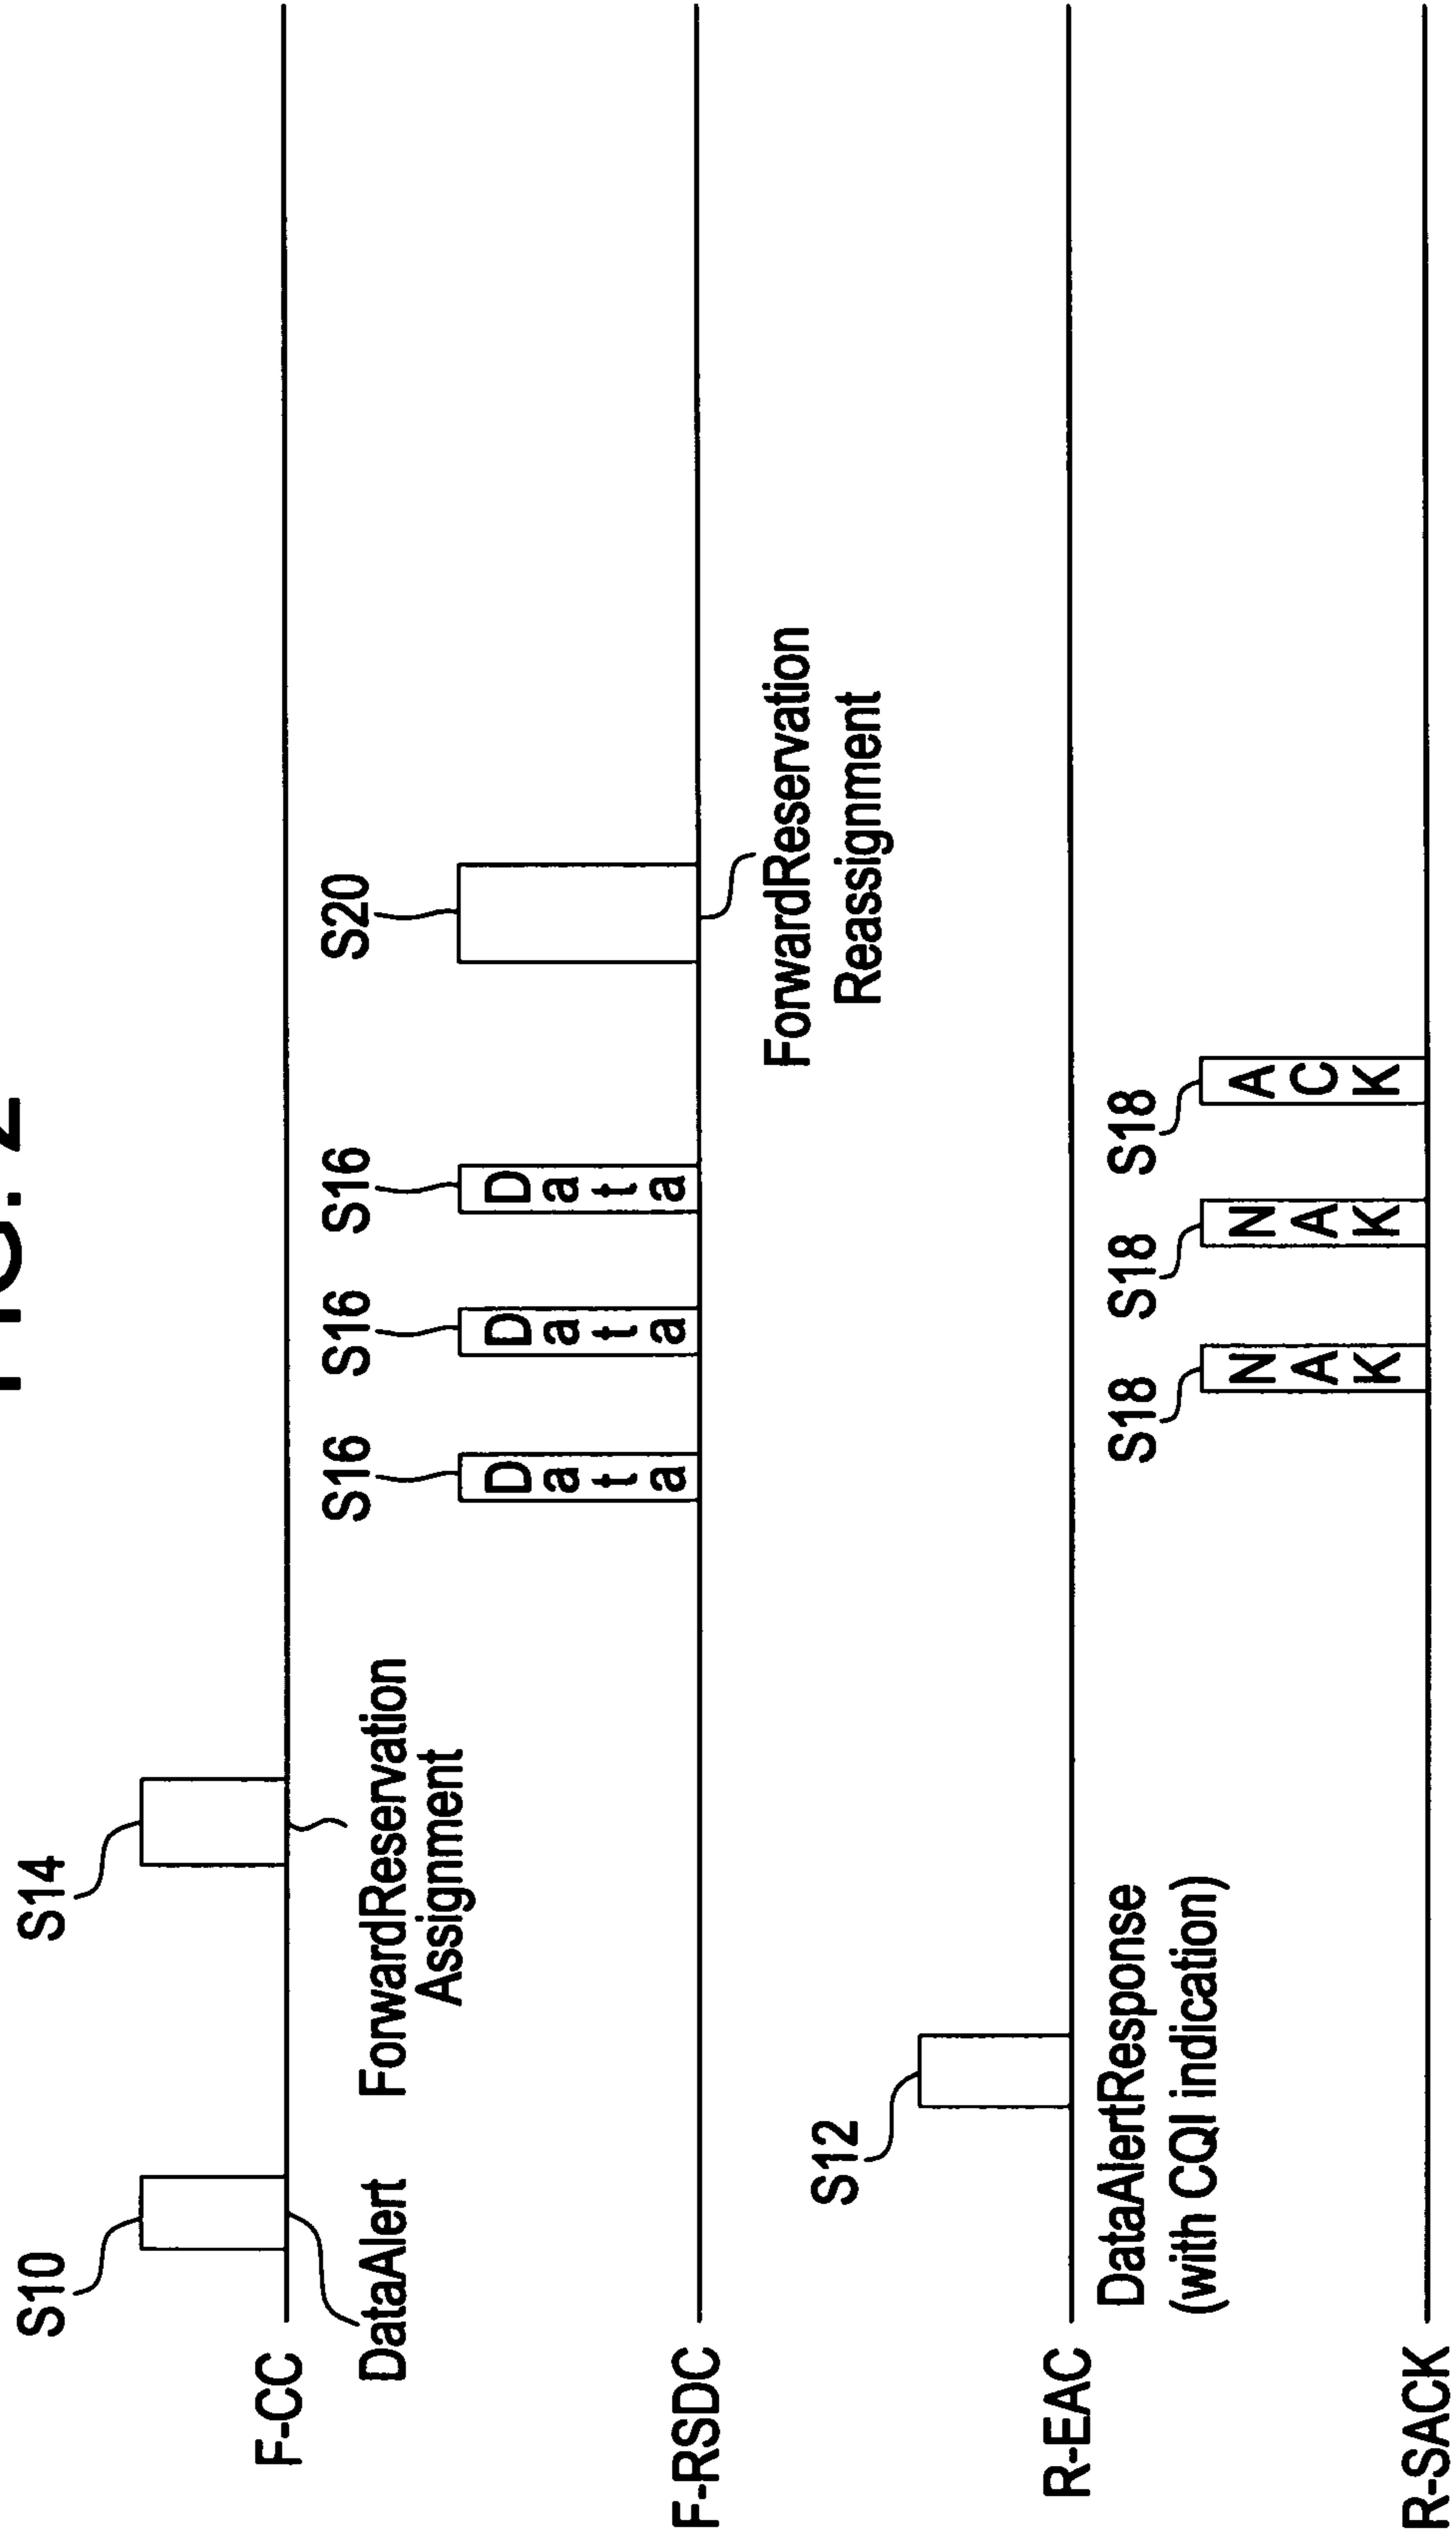 FIG. 2
S10
S14
F-CC
DataAlert
ForwardReservation
Assignment
S16
S16
S16
S20
Data
Data
Data
F-RSDC
ForwardReservation
Reassignment
S12
R-EAC
DataAlertResponse
(with CQI indication)
S18
S18
S18
NAK
NAK
ACK
R-SACK